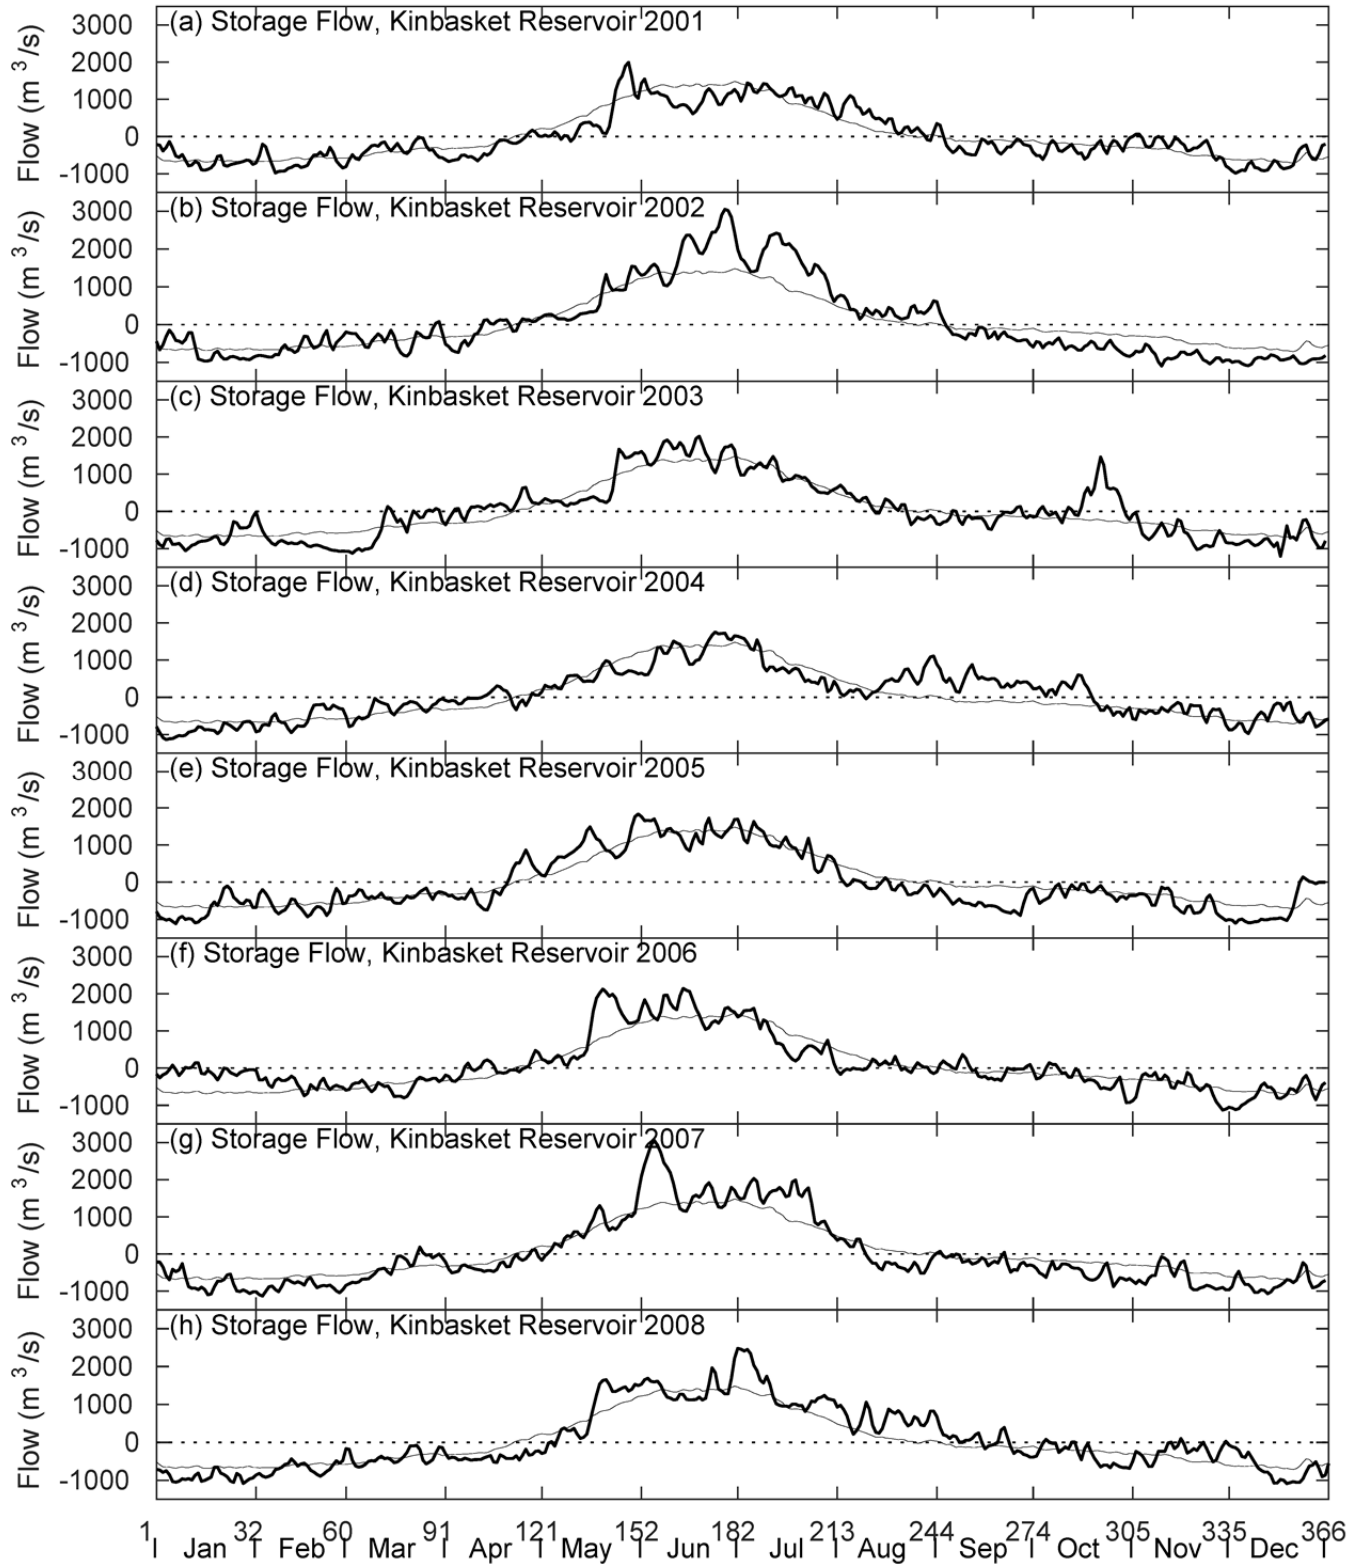 (a) Storage Flow, Kinbasket Reservoir 2001
Flow (m ³/s)
3000
2000
1000
0
-1000
(b) Storage Flow, Kinbasket Reservoir 2002
Flow (m ³/s)
3000
2000
1000
0
-1000
(c) Storage Flow, Kinbasket Reservoir 2003
Flow (m ³/s)
3000
2000
1000
0
-1000
(d) Storage Flow, Kinbasket Reservoir 2004
Flow (m ³/s)
3000
2000
1000
0
-1000
(e) Storage Flow, Kinbasket Reservoir 2005
Flow (m ³/s)
3000
2000
1000
0
-1000
(f) Storage Flow, Kinbasket Reservoir 2006
Flow (m ³/s)
3000
2000
1000
0
-1000
(g) Storage Flow, Kinbasket Reservoir 2007
Flow (m ³/s)
3000
2000
1000
0
-1000
(h) Storage Flow, Kinbasket Reservoir 2008
Flow (m ³/s)
3000
2000
1000
0
-1000
1 32 60 91 121 152 182 213 244 274 305 335 366
Jan Feb Mar Apr May Jun Jul Aug Sep Oct Nov Dec